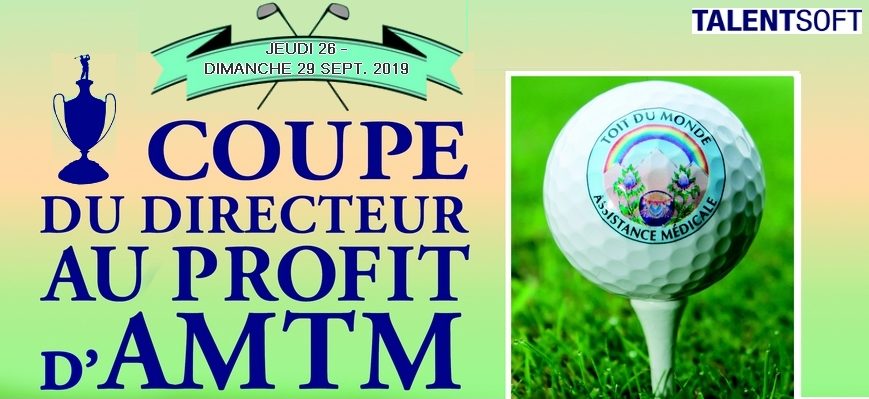 TALENTSOFT
JEUDI 26 -
DIMANCHE 29 SEPT. 2019
COUPE
DU DIRECTEUR
AU PROFIT
D'AMTM
TOIT DU MONDE
ASSISTANCE MÉDICALE